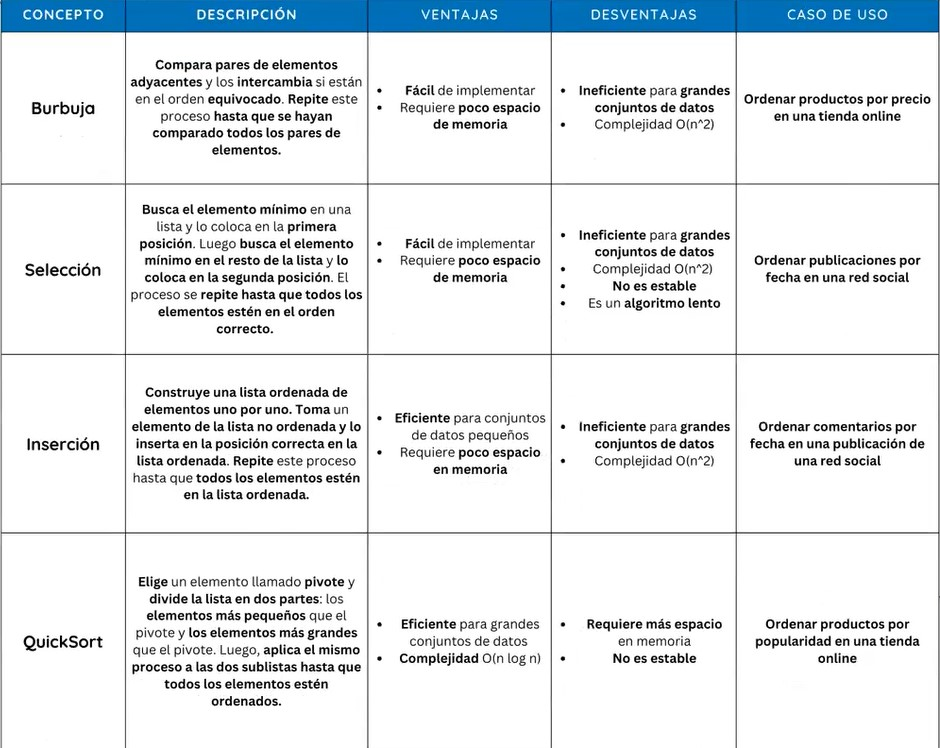 CONCEPTO
DESCRIPCIÓN
VENTAJAS
DESVENTAJAS
CASO DE USO
Burbuja
Compara pares de elementos
adyacentes y los intercambia si están
en el orden equivocado. Repite este
proceso hasta que se hayan
comparado todos los pares de
elementos.
• Fácil de implementar
• Requiere poco espacio
de memoria
• Ineficiente para grandes
conjuntos de datos
• Complejidad O(n^2)
Ordenar productos por precio
en una tienda online
Selección
Busca el elemento mínimo en una
lista y lo coloca en la primera
posición. Luego busca el elemento
mínimo en el resto de la lista y lo
coloca en la segunda posición. El
proceso se repite hasta que todos los
elementos estén en el orden
correcto.
• Fácil de implementar
• Requiere poco espacio
de memoria
• Ineficiente para grandes
conjuntos de datos
• Complejidad O(n^2)
• No es estable
• Es un algoritmo lento
Ordenar publicaciones por
fecha en una red social
Inserción
Construye una lista ordenada de
elementos uno por uno. Toma un
elemento de la lista no ordenada y lo
inserta en la posición correcta en la
lista ordenada. Repite este proceso
hasta que todos los elementos estén
en la lista ordenada.
• Eficiente para conjuntos
de datos pequeños
• Requiere poco espacio
en memoria
• Ineficiente para grandes
conjuntos de datos
• Complejidad O(n^2)
Ordenar comentarios por
fecha en una publicación de
una red social
QuickSort
Elige un elemento llamado pivote y
divide la lista en dos partes: los
elementos más pequeños que el
pivote y los elementos más grandes
que el pivote. Luego, aplica el mismo
proceso a las dos sublistas hasta que
todos los elementos estén
ordenados.
• Eficiente para grandes
conjuntos de datos
• Complejidad O(n log n)
• Requiere más espacio
en memoria
• No es estable
Ordenar productos por
popularidad en una tienda
online